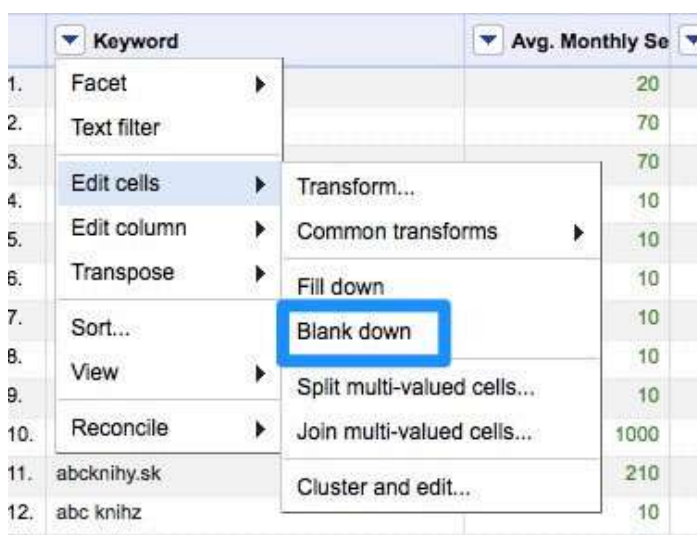 Keyword Avg. Monthly Se
1. Facet 20
2. Text filter 70
3. 70
Edit cells Transform...
4. 10
Edit column Common transforms
5. 10
6. Transpose Fill down 10
7. Sort... Blank down 10
8. 10
View Split multi-valued cells...
9. 10
10. Reconcile Join multi-valued cells... 1000
11. abcknihy.sk 210
Cluster and edit...
12. abc knihz 10